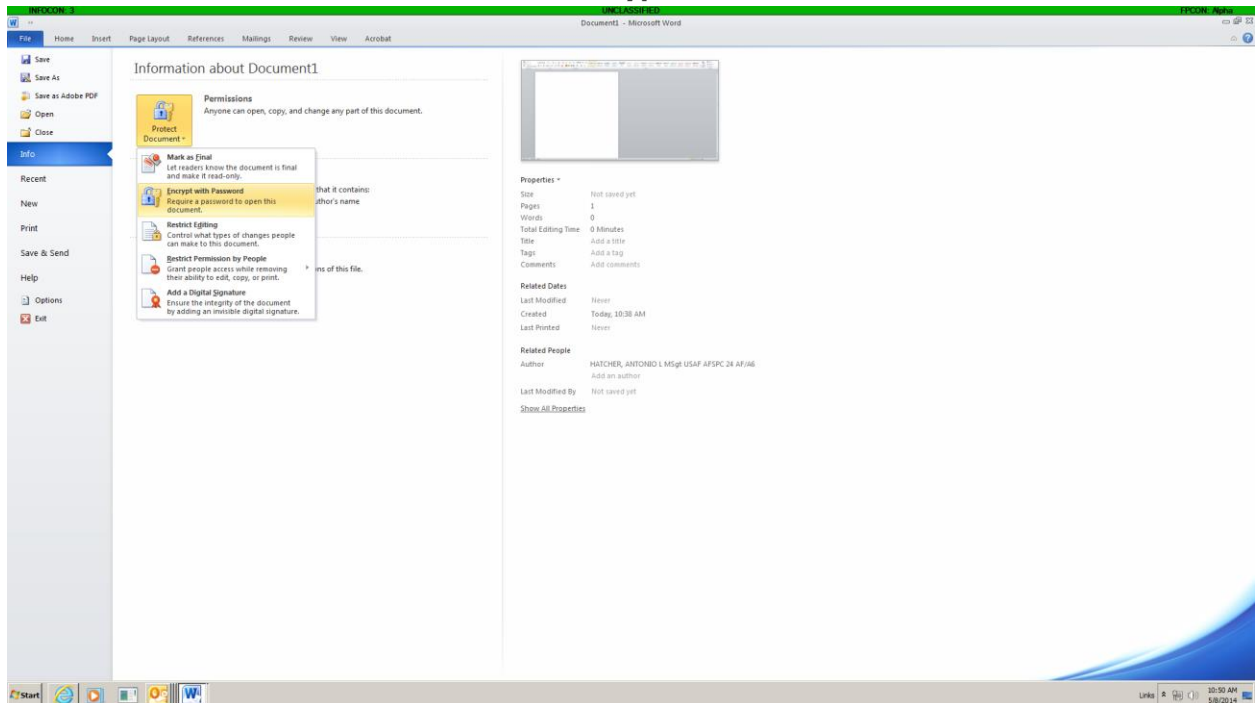 INFOCON: 3
UNCLASSIFIED
FPCON: Alpha
Document1 - Microsoft Word
File Home Insert Page Layout References Mailings Review View Acrobat
Save
Save As
Save as Adobe PDF
Open
Close
Info
Recent
New
Print
Save & Send
Help
Options
Exit
Information about Document1
Permissions
Anyone can open, copy, and change any part of this document.
Protect
Document
Mark as Final
Let readers know the document is final
and make it read-only.
Encrypt with Password
Require a password to open this
document.
Restrict Editing
Control what types of changes people
can make to this document.
Restrict Permission by People
Grant people access while removing
their ability to edit, copy, or print.
Add a Digital Signature
Ensure the integrity of the document
by adding an invisible digital signature.
that it contains:
uthor's name
ns of this file.
Properties
Size Not saved yet
Pages 1
Words 0
Total Editing Time 0 Minutes
Title Add a title
Tags Add a tag
Comments Add comments
Related Dates
Last Modified Never
Created Today, 10:38 AM
Last Printed Never
Related People
Author HATCHER, ANTONIO L MSgt USAF AFSPC 24 AF/A6
Add an author
Last Modified By Not saved yet
Show All Properties
Start
Links
10:50 AM
5/8/2014